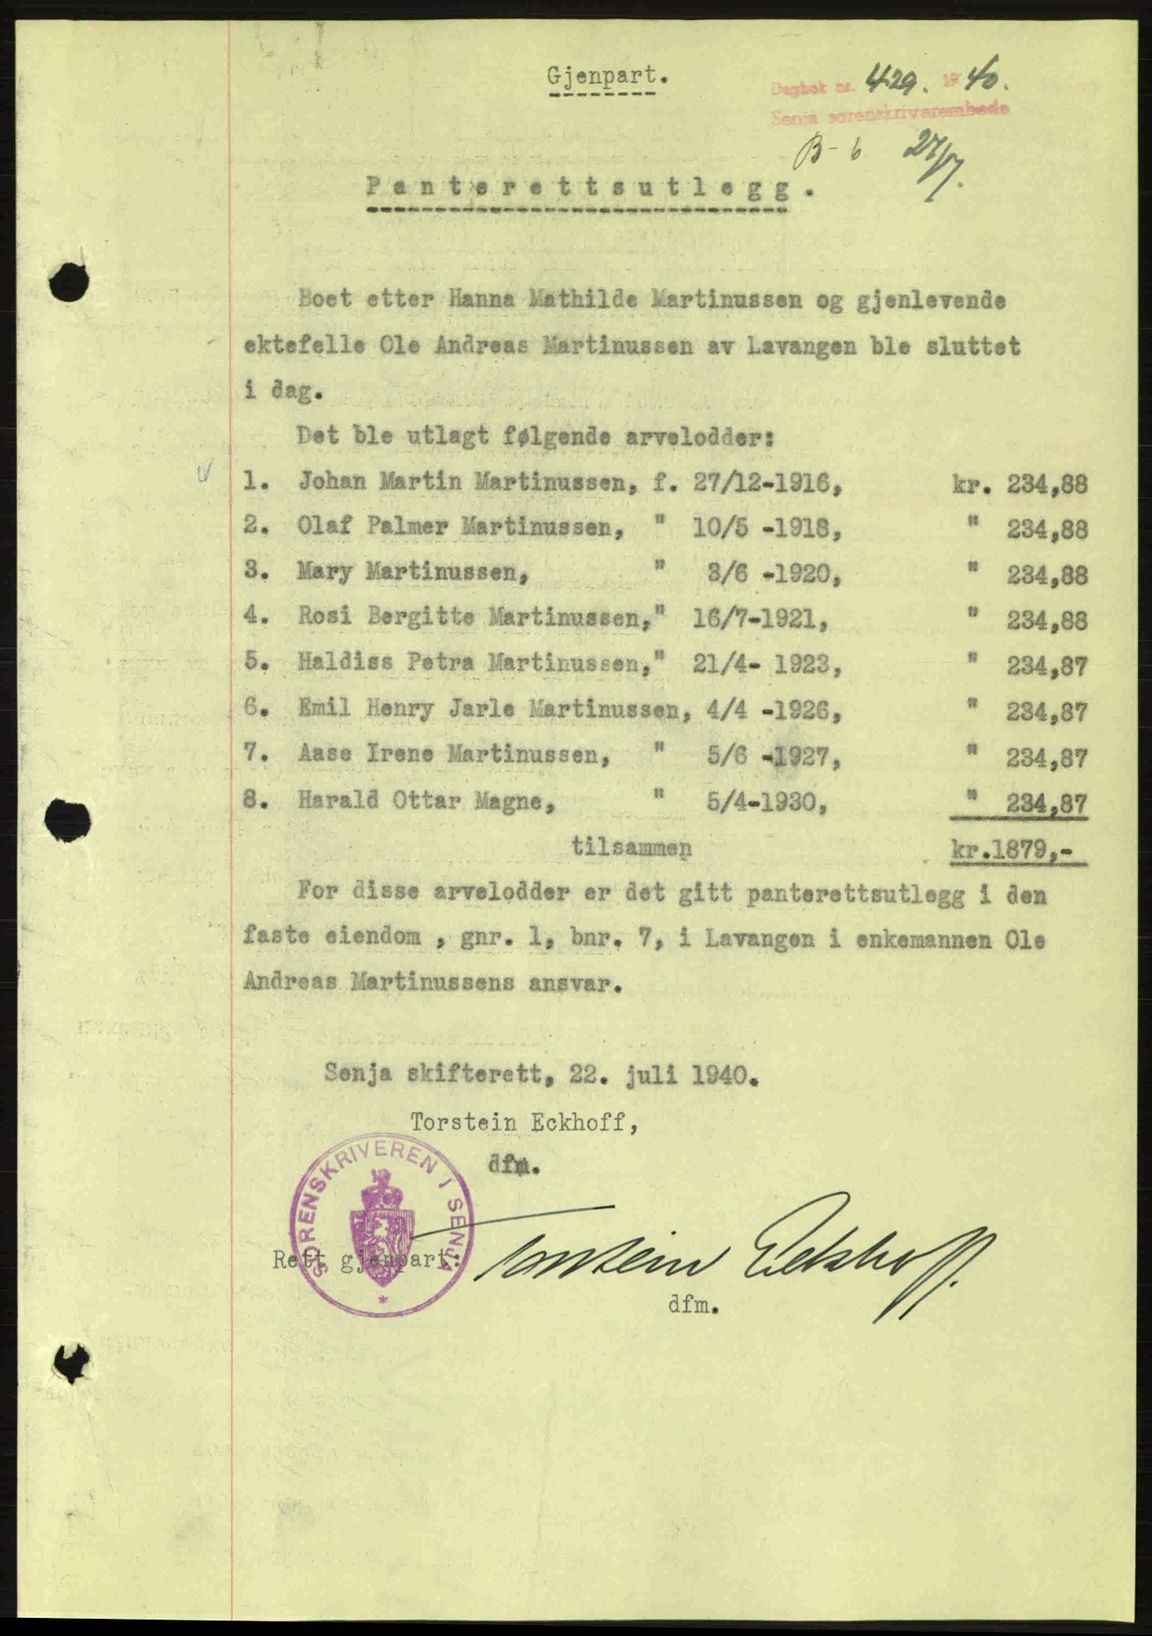 Gjenpart.
Dagbok nr. 429. 1940.
Senja sorenskriverembede
B-6 27/7.
Panterettsutlegg.
Boet etter Hanna Mathilde Martinussen og gjenlevende
ektefelle Ole Andreas Martinussen av Lavangen ble sluttet
i dag.
Det ble utlagt følgende arvelodder:
1. Johan Martin Martinussen, f. 27/12-1916, kr. 234,88
2. Olaf Palmer Martinussen, " 10/5 -1918, " 234,88
3. Mary Martinussen, " 3/6 -1920, " 234,88
4. Rosi Bergitte Martinussen," 16/7-1921, " 234,88
5. Haldiss Petra Martinussen," 21/4- 1923, " 234,87
6. Emil Henry Jarle Martinussen, 4/4 -1926, " 234,87
7. Aase Irene Martinussen, " 5/6 -1927, " 234,87
8. Harald Ottar Magne, " 5/4-1930, " 234,87
tilsammen kr.1879,-
For disse arvelodder er det gitt panterettsutlegg i den
faste eiendom , gnr. 1, bnr. 7, i Lavangen i enkemannen Ole
Andreas Martinussens ansvar.
Senja skifterett, 22. juli 1940.
Torstein Eckhoff,
dfm.
SORENSKRIVEREN I SENJA
Rett gjenpart: Torstein Eckhoff.
dfm.